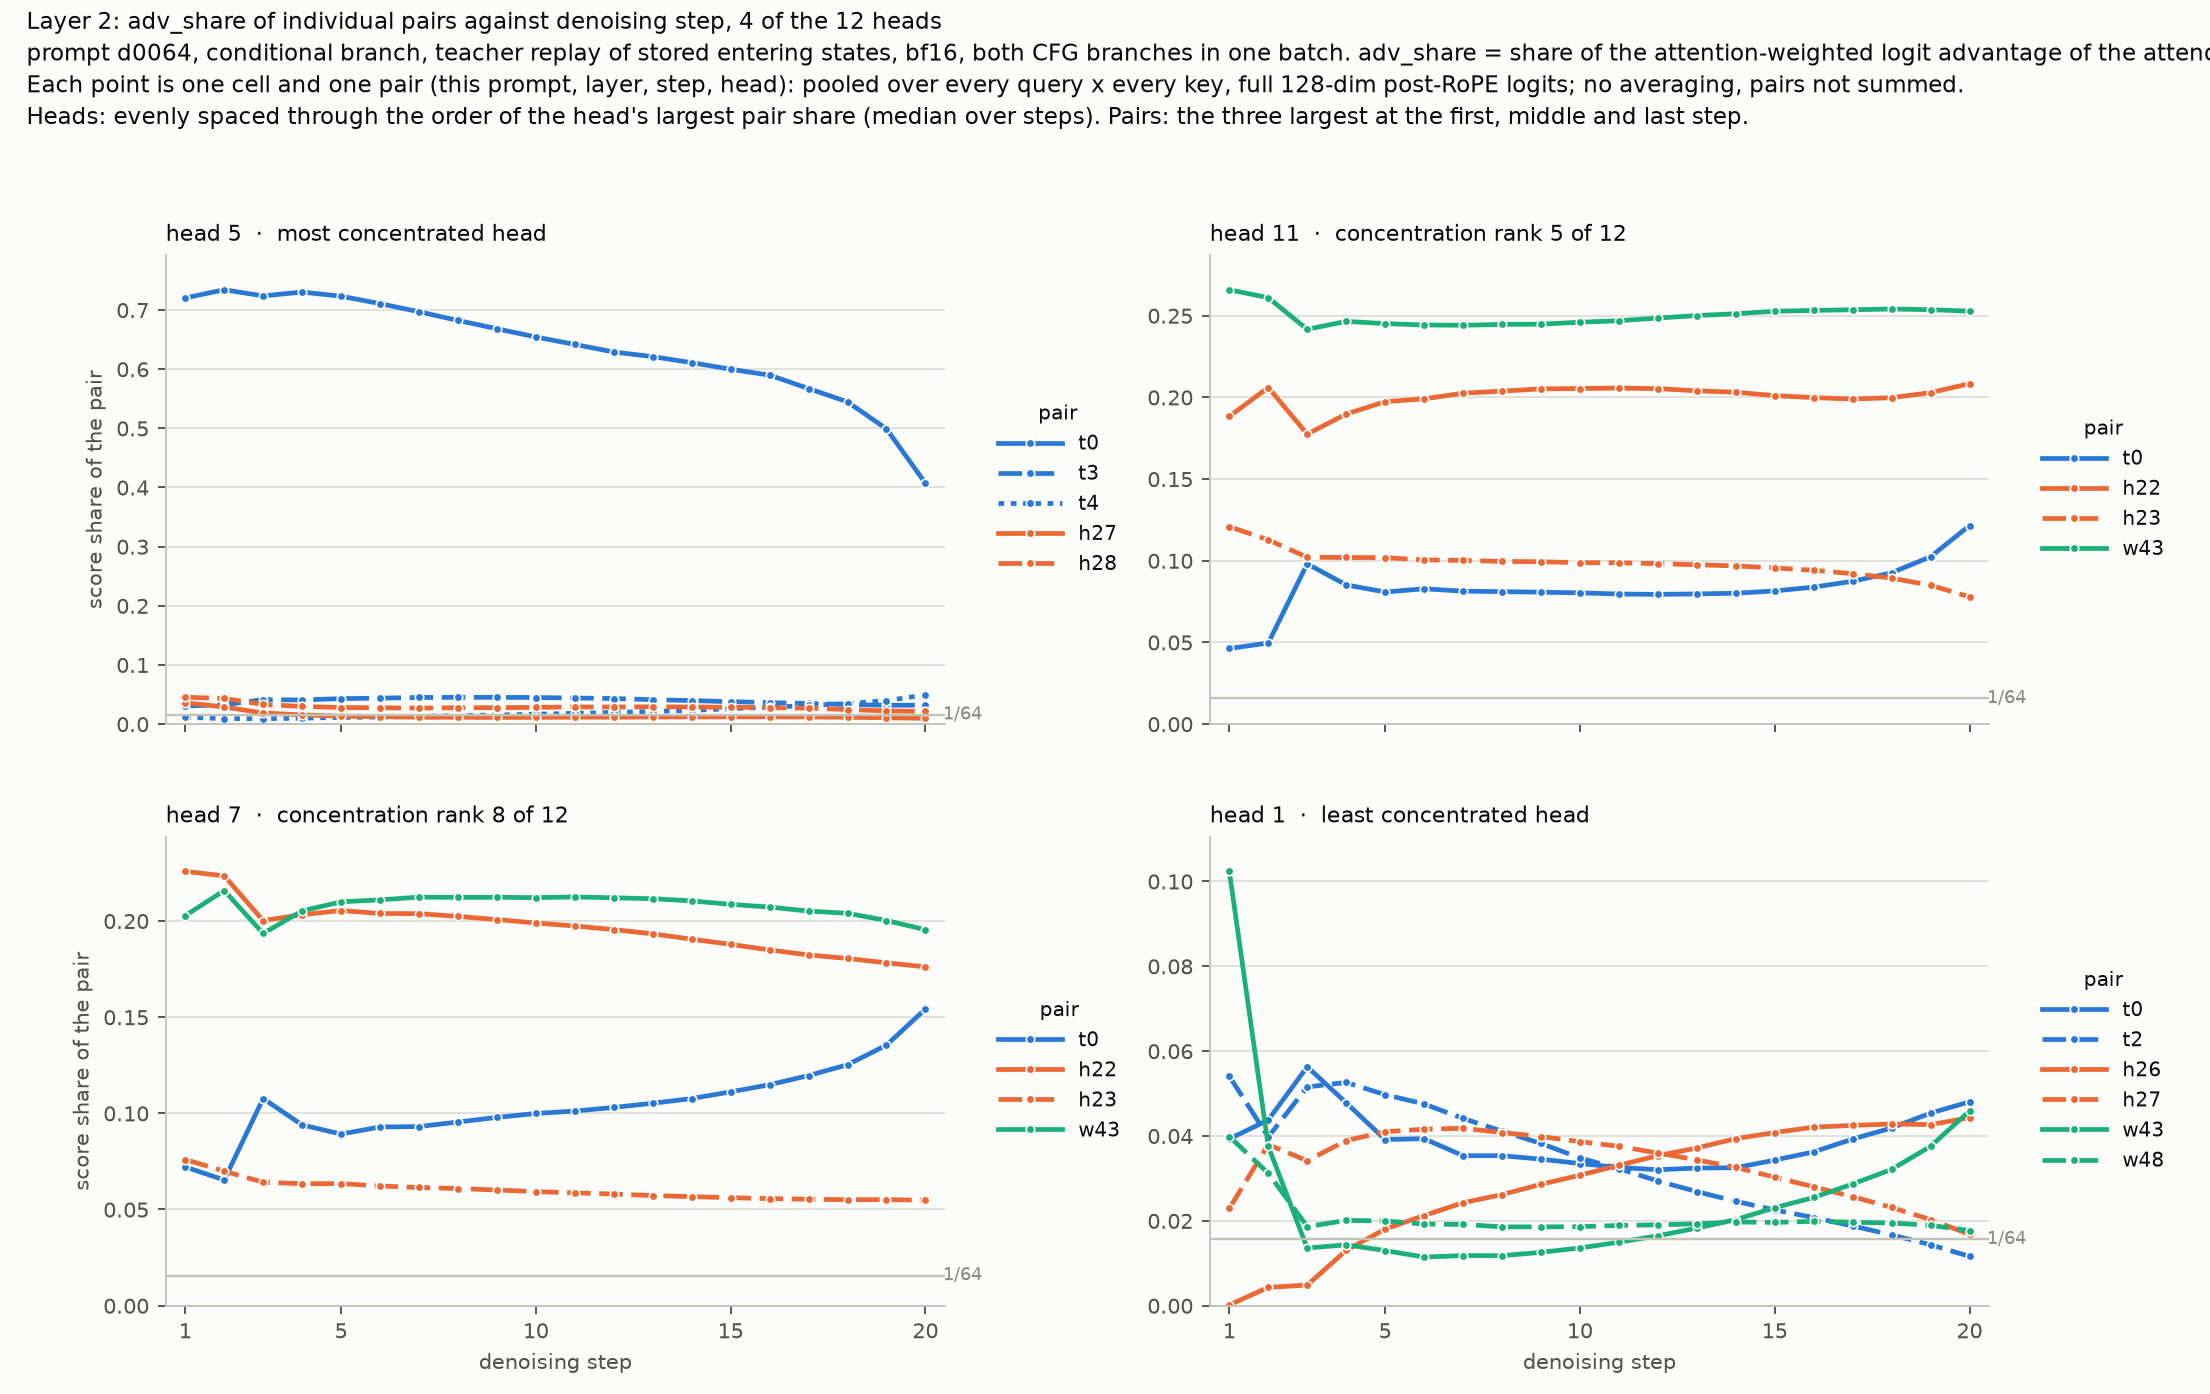 Layer 2: adv_share of individual pairs against denoising step, 4 of the 12 heads
prompt d0064, conditional branch, teacher replay of stored entering states, bf16, both CFG branches in one batch. adv_share = share of the attention-weighted logit advantage of the
Each point is one cell and one pair (this prompt, layer, step, head): pooled over every query x every key, full 128-dim post-RoPE logits; no averaging, pairs not summed.
Heads: evenly spaced through the order of the head's largest pair share (median over steps). Pairs: the three largest at the first, middle and last step.
head 5 · most concentrated head
score share of the pair
0.7
0.6
0.5
0.4
0.3
0.2
0.1
0.0
1/64
pair
t0
t3
t4
h27
h28
head 11 · concentration rank 5 of 12
0.25
0.20
0.15
0.10
0.05
0.00
1/64
pair
t0
h22
h23
w43
head 7 · concentration rank 8 of 12
score share of the pair
0.20
0.15
0.10
0.05
0.00
1/64
1 5 10 15 20
denoising step
pair
t0
h22
h23
w43
head 1 · least concentrated head
0.10
0.08
0.06
0.04
0.02
0.00
1/64
1 5 10 15 20
denoising step
pair
t0
t2
h26
h27
w43
w48